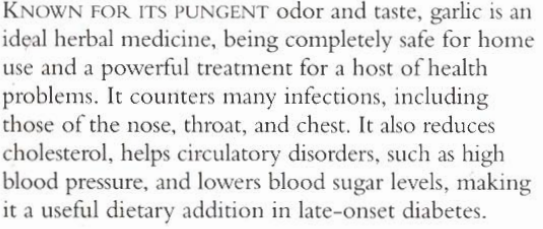 KNOWN FOR ITS PUNGENT odor and taste, garlic is an
ideal herbal medicine, being completely safe for home
use and a powerful treatment for a host of health
problems. It counters many infections, including
those of the nose, throat, and chest. It also reduces
cholesterol, helps circulatory disorders, such as high
blood pressure, and lowers blood sugar levels, making
it a useful dietary addition in late-onset diabetes.